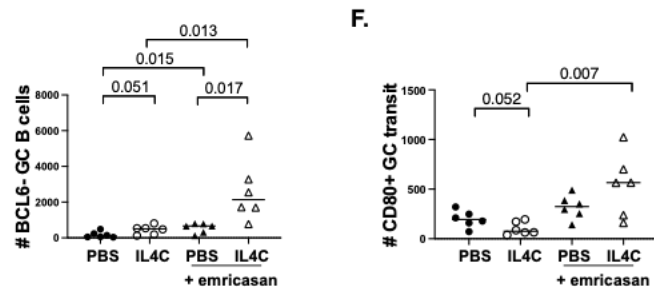 F.
0.013
0.015
0.051
0.017
# BCL6- GC B cells
8000
6000
4000
2000
0
PBS IL4C PBS IL4C
+ emricasan
0.007
0.052
# CD80+ GC transit
1500
1000
500
0
PBS IL4C PBS IL4C
+ emricasan